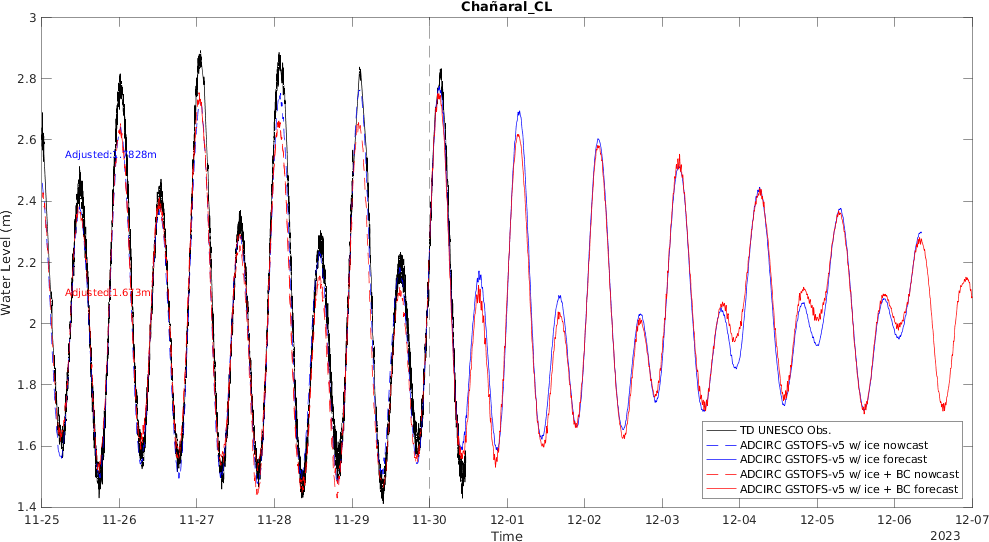 Chañaral_CL
Water Level (m)
3
2.8
2.6
2.4
2.2
2
1.8
1.6
1.4
Adjusted:
Adjusted:1.673m
TD UNESCO Obs.
ADCIRC GSTOFS-v5 w/ ice nowcast
ADCIRC GSTOFS-v5 w/ ice forecast
ADCIRC GSTOFS-v5 w/ ice + BC nowcast
ADCIRC GSTOFS-v5 w/ ice + BC forecast
11-25 11-26 11-27 11-28 11-29 11-30 12-01 12-02 12-03 12-04 12-05 12-06 12-07
Time
2023